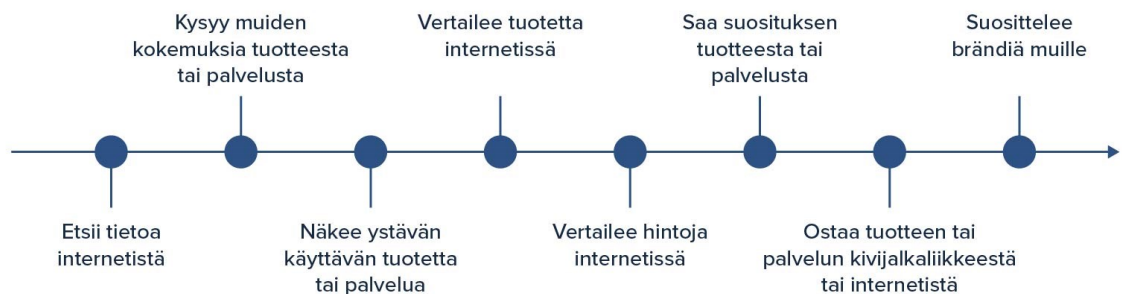 Kysyy muiden
kokemuksia tuotteesta
tai palvelusta
Vertailee tuotetta
internetissä
Saa suosituksen
tuotteesta tai
palvelusta
Suosittelee
brändiä muille
Etsii tietoa
internetistä
Näkee ystävän
käyttävän tuotetta
tai palvelua
Vertailee hintoja
internetissä
Ostaa tuotteen tai
palvelun kivijalkaliikkeestä
tai internetistä